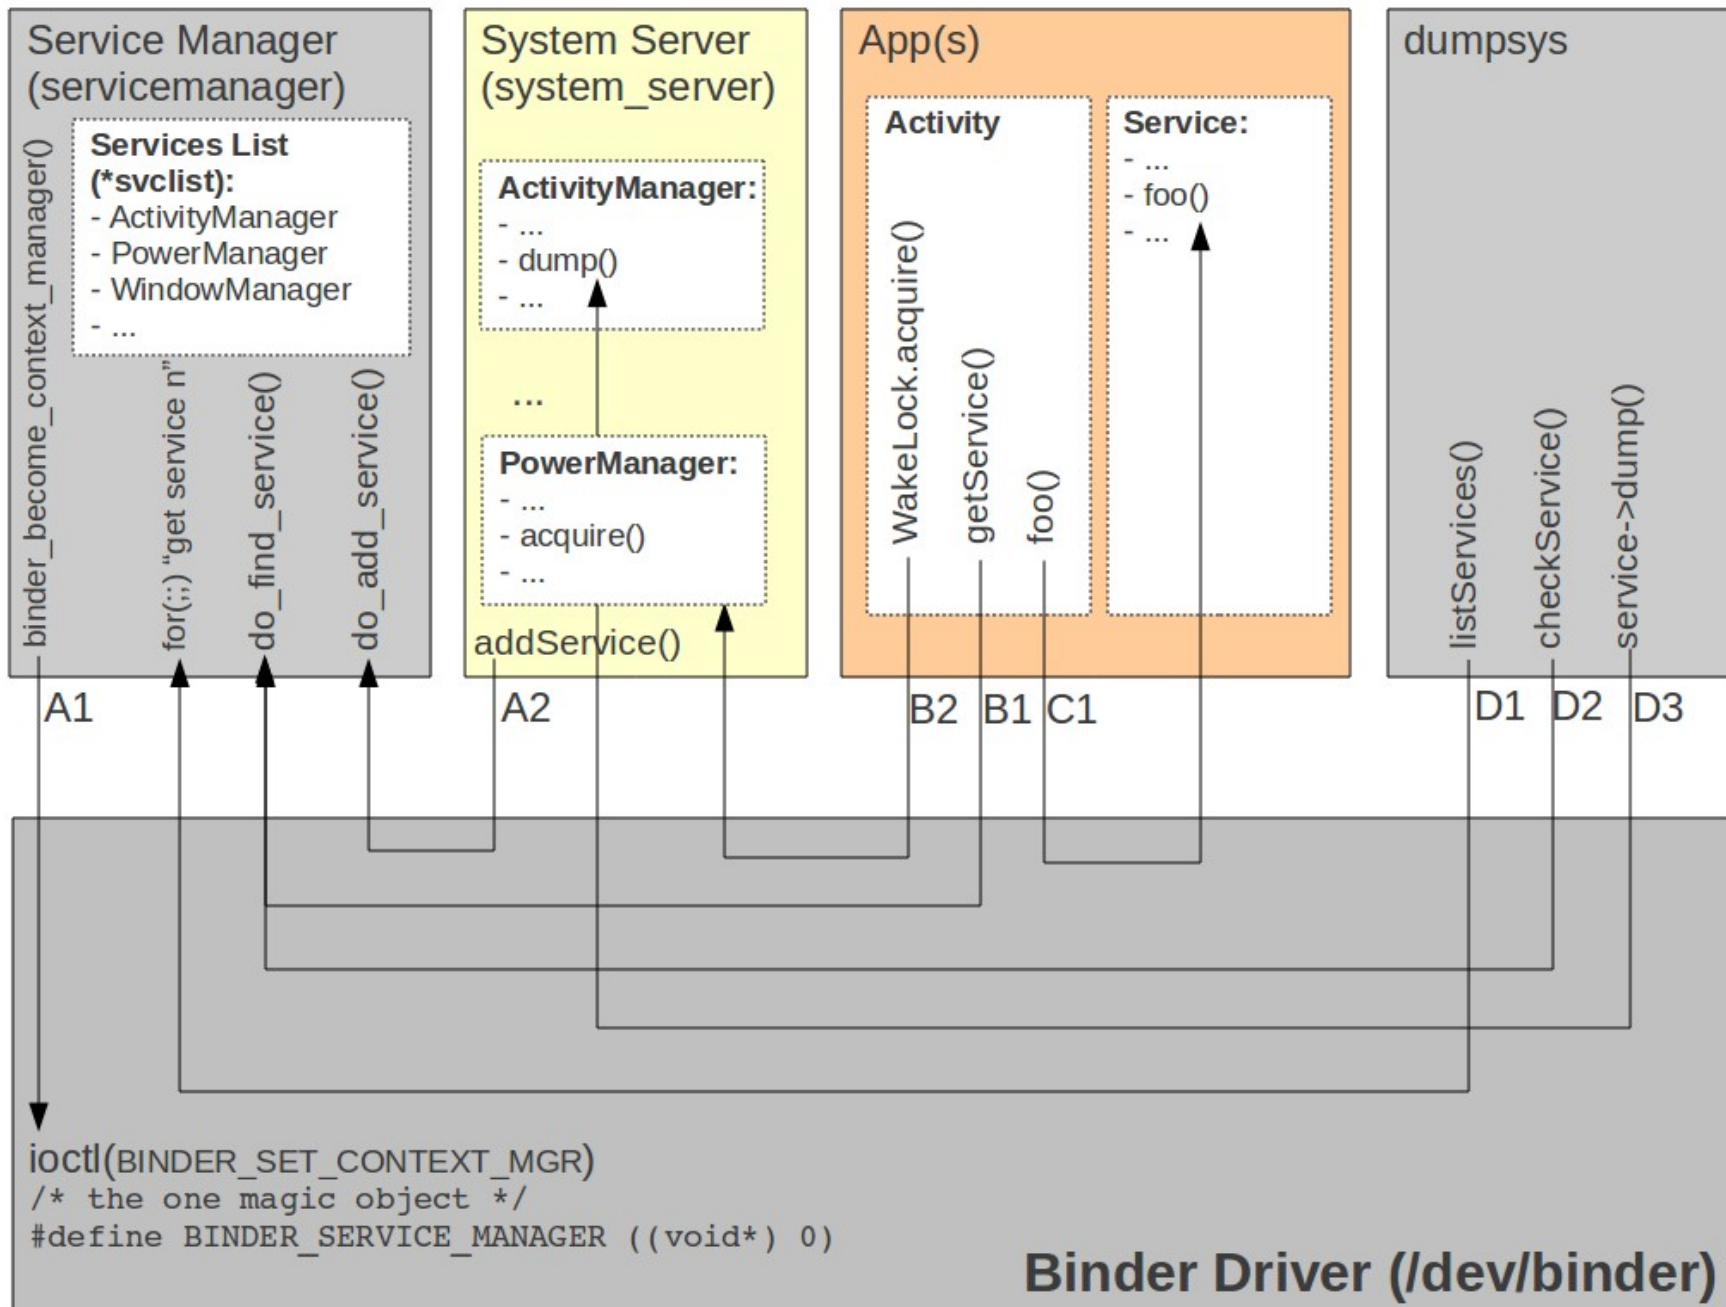 Service Manager
(servicemanager)
binder_become_context_manager()
Services List
(*svclist):
- ActivityManager
- PowerManager
- WindowManager
- ...
for(;;) “get service n”
do_find_service()
do_add_service()
A1
System Server
(system_server)
ActivityManager:
- ...
- dump()
- ...
...
PowerManager:
- ...
- acquire()
- ...
addService()
A2
App(s)
Activity
WakeLock.acquire()
getService()
foo()
Service:
- ...
- foo()
- ...
B2
B1
C1
dumpsys
listServices()
checkService()
service->dump()
D1
D2
D3
ioctl(BINDER_SET_CONTEXT_MGR)
/* the one magic object */
#define BINDER_SERVICE_MANAGER ((void*) 0)
Binder Driver (/dev/binder)